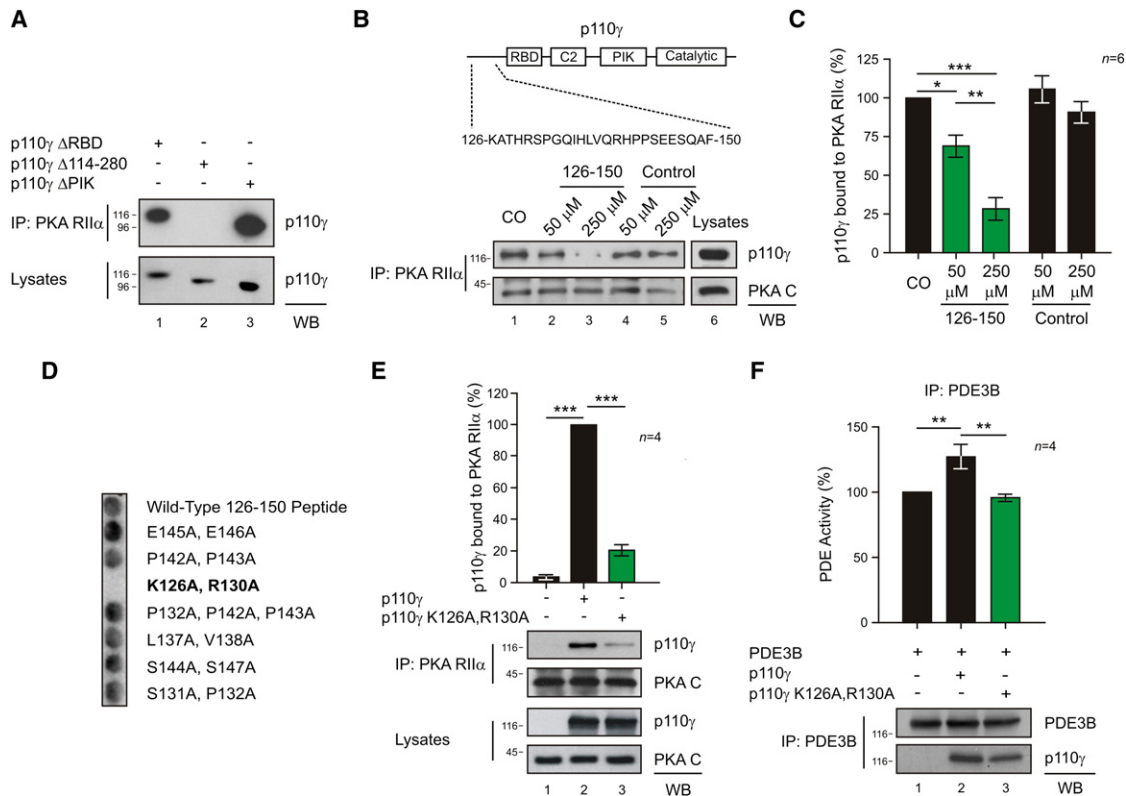 A
p110γ ΔRBD + - -
p110γ Δ114-280 - + -
p110γ ΔPIK - - +
IP: PKA RIIα
116
96
p110γ
Lysates
116
96
p110γ
1 2 3 WB
B
p110γ
RBD C2 PIK Catalytic
126-KATHRSPGQIHLVQRHPPSEESQAF-150
126-150 Control
CO 50 µM 250 µM 50 µM 250 µM Lysates
IP: PKA RIIα
116
p110γ
45
PKA C
1 2 3 4 5 6 WB
C
p110γ bound to PKA RIIα (%)
125
100
75
50
25
0
***
* **
n=6
CO 50 µM 250 µM 50 µM 250 µM
126-150 Control
D
Wild-Type 126-150 Peptide
E145A, E146A
P142A, P143A
K126A, R130A
P132A, P142A, P143A
L137A, V138A
S144A, S147A
S131A, P132A
E
p110γ bound to PKA RIIα (%)
120
100
80
60
40
20
0
*** ***
n=4
p110γ - + -
p110γ K126A,R130A - - +
IP: PKA RIIα
116
p110γ
PKA C
Lysates
116
p110γ
45
PKA C
1 2 3 WB
F
IP: PDE3B
PDE Activity (%)
150
100
50
0
** **
n=4
PDE3B + + +
p110γ - + -
p110γ K126A,R130A - - +
IP: PDE3B
116
PDE3B
116
p110γ
1 2 3 WB